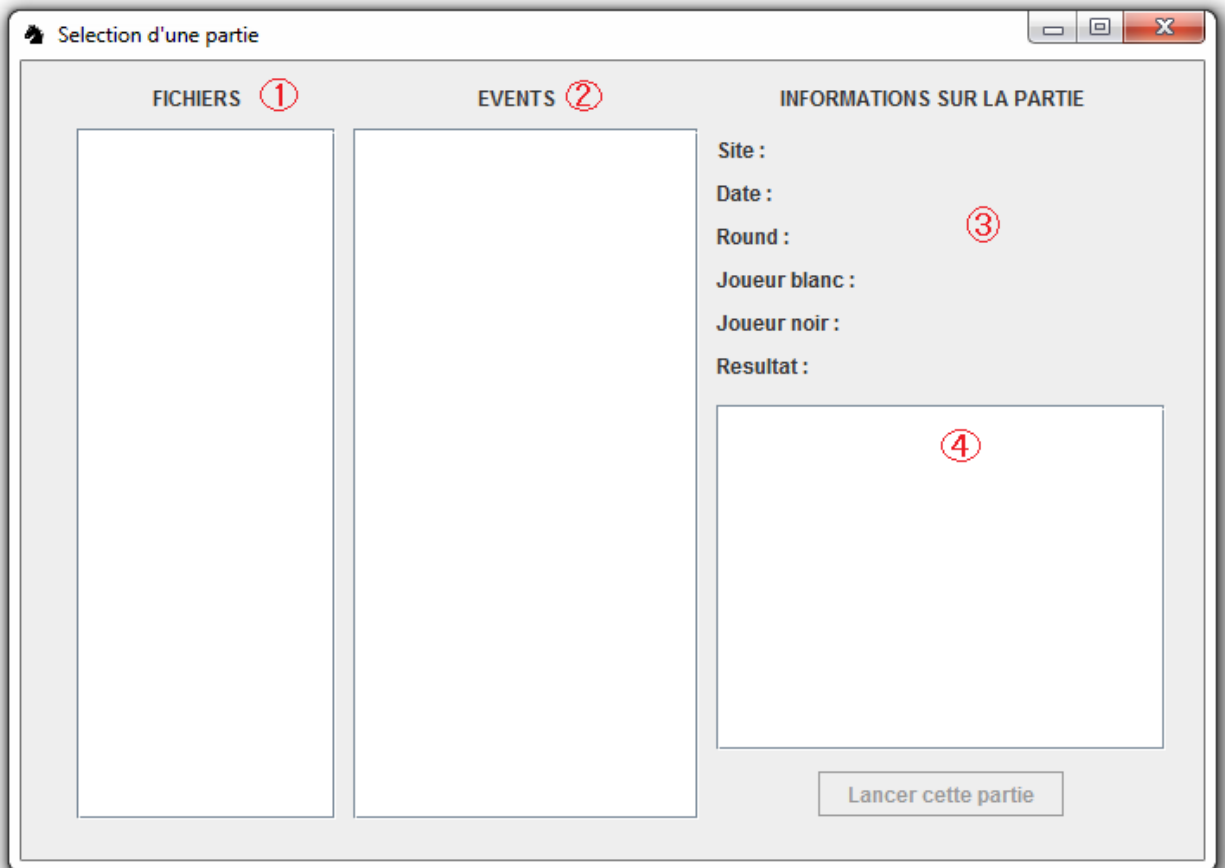 Selection d'une partie
FICHIERS ①
EVENTS ②
INFORMATIONS SUR LA PARTIE
Site :
Date :
③
Round :
Joueur blanc :
Joueur noir :
Resultat :
④
Lancer cette partie